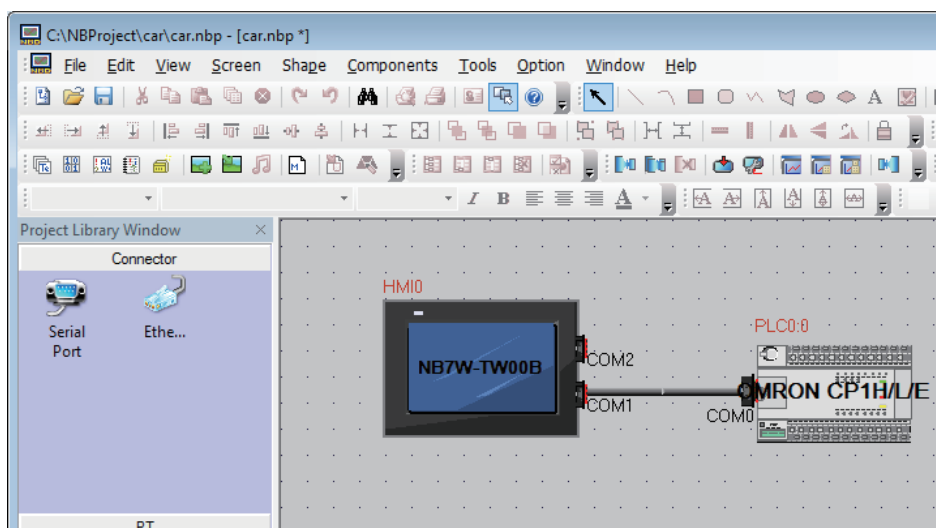 C:\NBProject\car\car.nbp - [car.nbp *]
File Edit View Screen Shape Components Tools Option Window Help
I B A A
Project Library Window
Connector
Serial Port
Ethe...
HMI0
NB7W-TW00B
COM2
COM1
PLC0:0
OMRON CP1H/L/E
COM0
PT